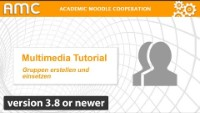 AMC
ACADEMIC MOODLE COOPERATION
Multimedia Tutorial
Gruppen erstellen und
einsetzen
version 3.8 or newer